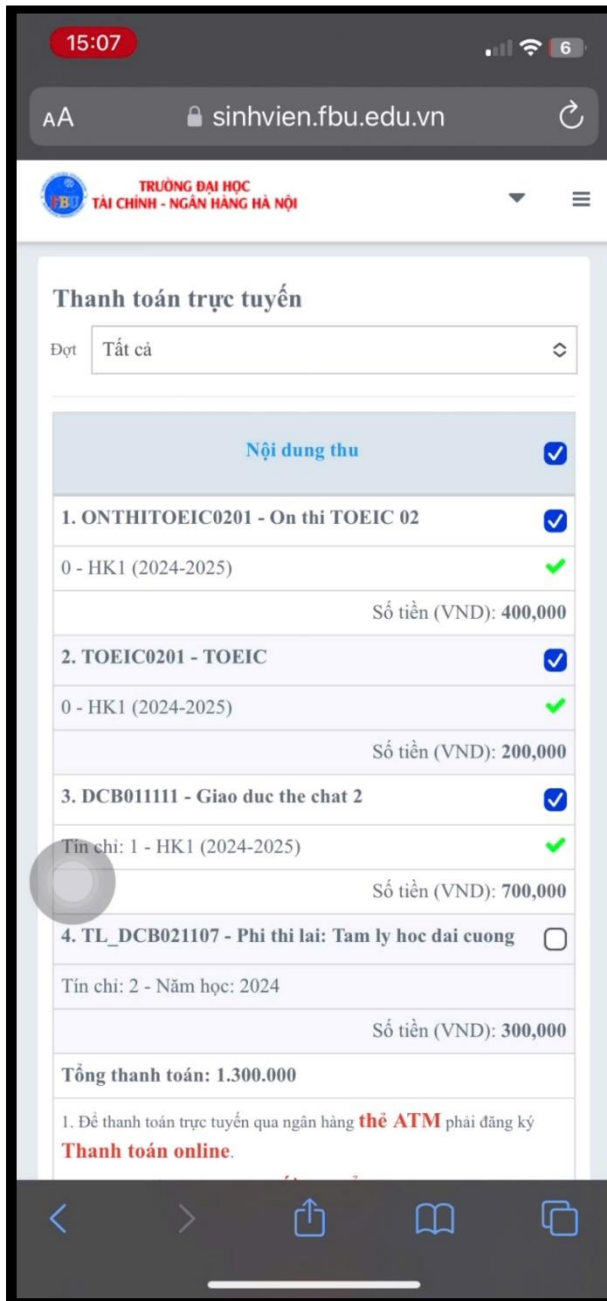 15:07
6
AA sinhvien.fbu.edu.vn
FBU
TRƯỜNG ĐẠI HỌC
TÀI CHÍNH - NGÂN HÀNG HÀ NỘI
Thanh toán trực tuyến
Đợt Tất cả
Nội dung thu
1. ONTHITOEIC0201 - On thi TOEIC 02
0 - HK1 (2024-2025)
Số tiền (VND): 400,000
2. TOEIC0201 - TOEIC
0 - HK1 (2024-2025)
Số tiền (VND): 200,000
3. DCB011111 - Giao duc the chat 2
Tín chỉ: 1 - HK1 (2024-2025)
Số tiền (VND): 700,000
4. TL_DCB021107 - Phi thi lai: Tam ly hoc dai cuong
Tín chỉ: 2 - Năm học: 2024
Số tiền (VND): 300,000
Tổng thanh toán: 1.300.000
1. Để thanh toán trực tuyến qua ngân hàng thẻ ATM phải đăng ký
Thanh toán online.